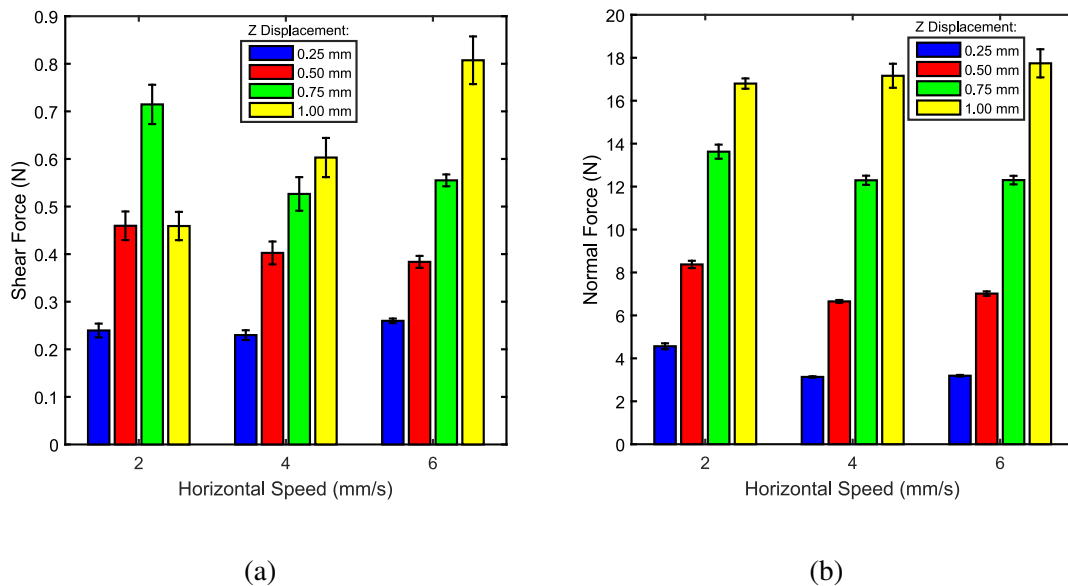 0.9
0.8
0.7
0.6
0.5
0.4
0.3
0.2
0.1
0
Shear Force (N)
Z Displacement:
0.25 mm
0.50 mm
0.75 mm
1.00 mm
2
4
6
Horizontal Speed (mm/s)
(a)
20
18
16
14
12
10
8
6
4
2
0
Normal Force (N)
Z Displacement:
0.25 mm
0.50 mm
0.75 mm
1.00 mm
2
4
6
Horizontal Speed (mm/s)
(b)